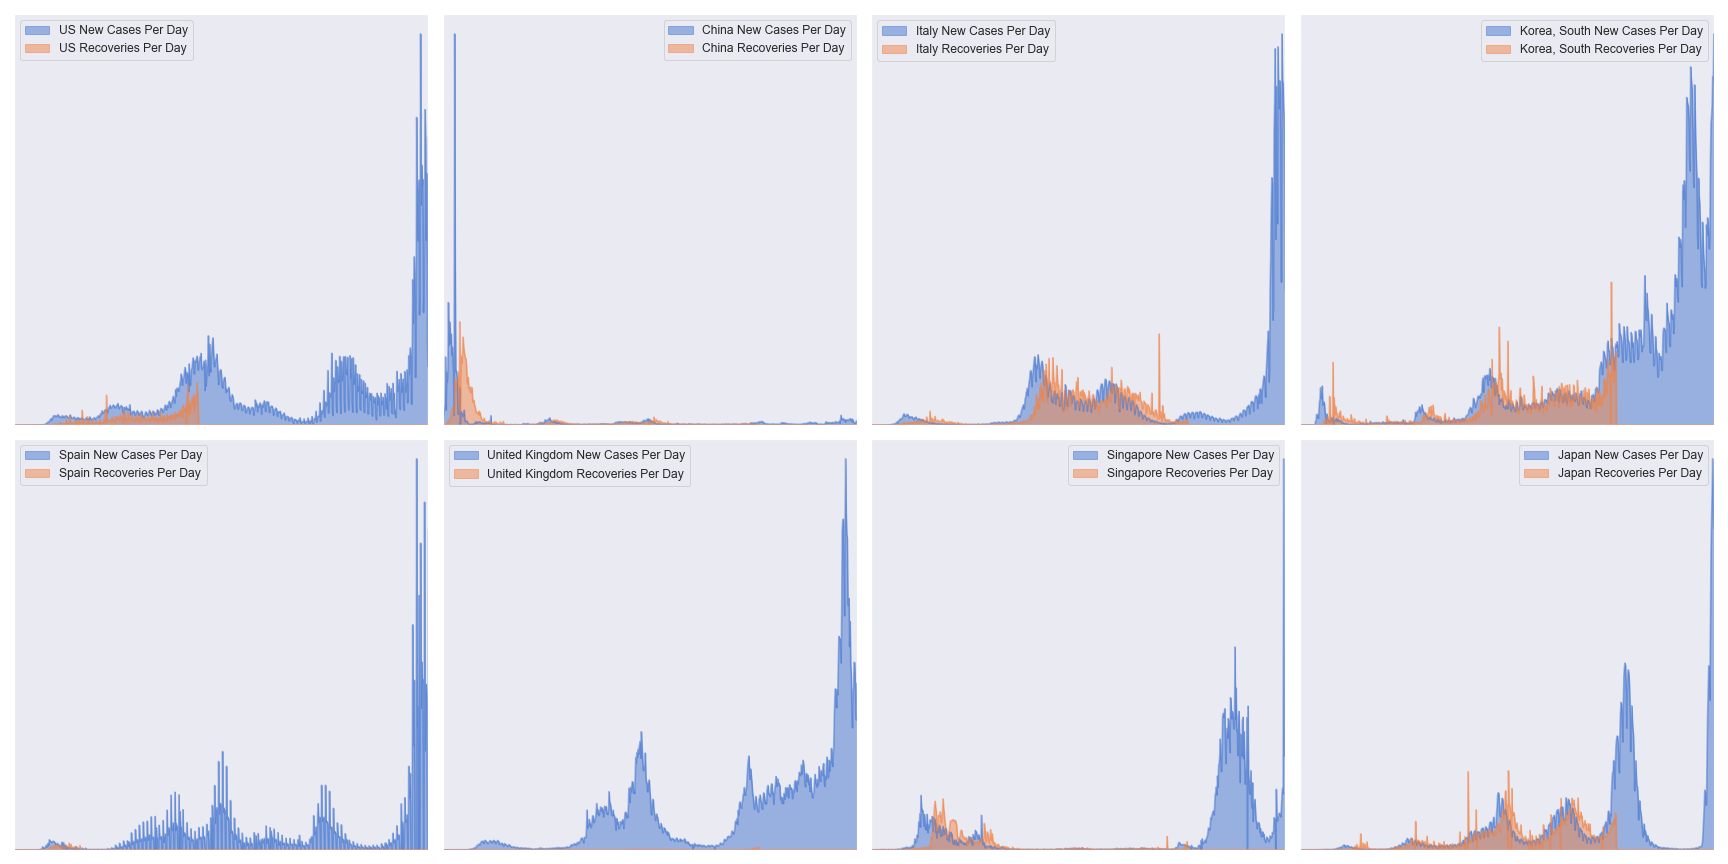 US New Cases Per Day
US Recoveries Per Day
China New Cases Per Day
China Recoveries Per Day
Italy New Cases Per Day
Italy Recoveries Per Day
Korea, South New Cases Per Day
Korea, South Recoveries Per Day
Spain New Cases Per Day
Spain Recoveries Per Day
United Kingdom New Cases Per Day
United Kingdom Recoveries Per Day
Singapore New Cases Per Day
Singapore Recoveries Per Day
Japan New Cases Per Day
Japan Recoveries Per Day